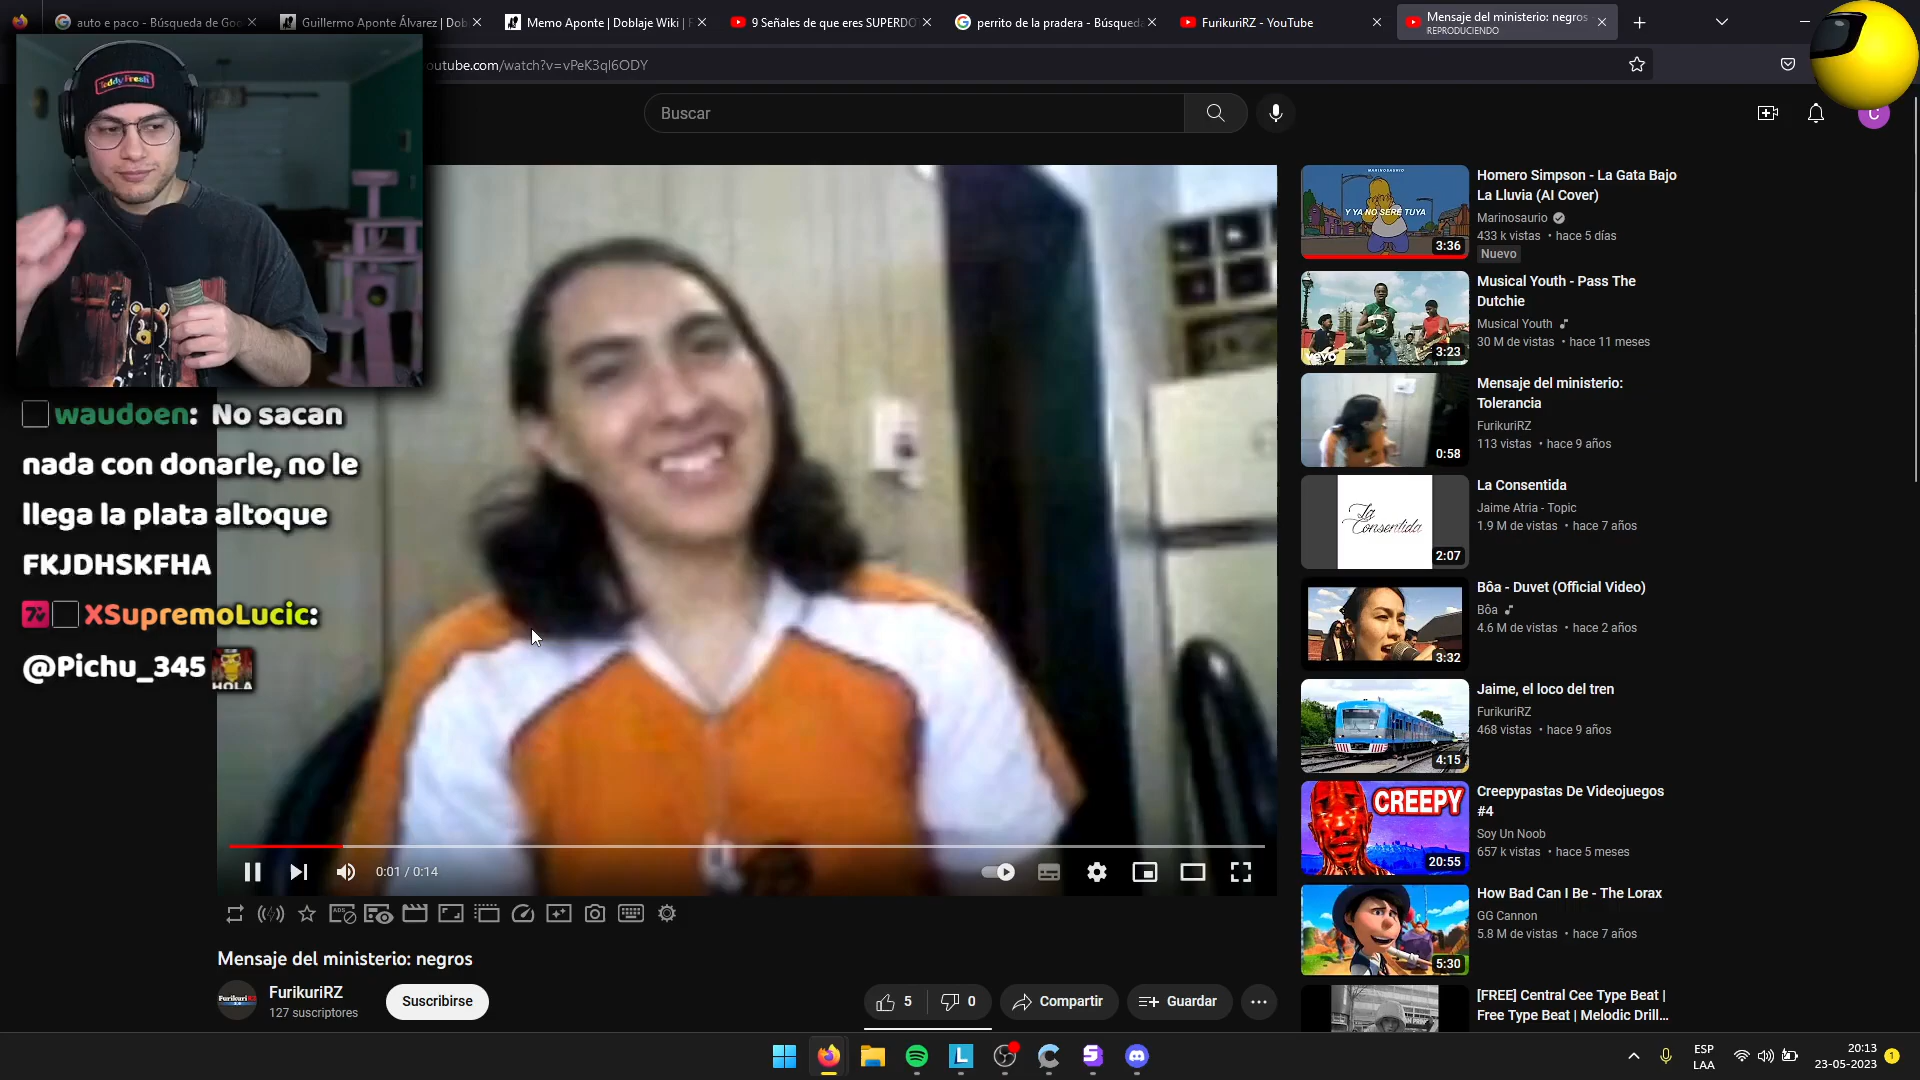 auto e paco - Búsqueda de Goo
Guillermo Aponte Álvarez | Dob
Memo Aponte | Doblaje Wiki | F
9 Señales de que eres SUPERDO
perrito de la pradera - Búsqueda
FurikuriRZ - YouTube
Mensaje del ministerio: negros
REPRODUCIENDO
outube.com/watch?v=vPeK3ql6ODY
Buscar
C
Teddy Fresh
waudoen: No sacan
nada con donarle, no le
llega la plata altoque
FKJDHSKFHA
XSupremoLucic:
@Pichu_345
HOLA
0:01 / 0:14
Mensaje del ministerio: negros
FurikuriRZ
FurikuriRZ
127 suscriptores
Suscribirse
5
0
Compartir
Guardar
MARINOSAURIO
Y YA NO SERÉ TUYA
3:36
Homero Simpson - La Gata Bajo
La Lluvia (AI Cover)
Marinosaurio
433 k vistas • hace 5 días
Nuevo
vevo
3:23
Musical Youth - Pass The
Dutchie
Musical Youth
30 M de vistas • hace 11 meses
0:58
Mensaje del ministerio:
Tolerancia
FurikuriRZ
113 vistas • hace 9 años
La
Consentida
2:07
La Consentida
Jaime Atria - Topic
1.9 M de vistas • hace 7 años
3:32
Bôa - Duvet (Official Video)
Bôa
4.6 M de vistas • hace 2 años
4:15
Jaime, el loco del tren
FurikuriRZ
468 vistas • hace 9 años
CREEPY
20:55
Creepypastas De Videojuegos
#4
Soy Un Noob
657 k vistas • hace 5 meses
5:30
How Bad Can I Be - The Lorax
GG Cannon
5.8 M de vistas • hace 7 años
[FREE] Central Cee Type Beat |
Free Type Beat | Melodic Drill...
L
ESP
LAA
20:13
23-05-2023
1